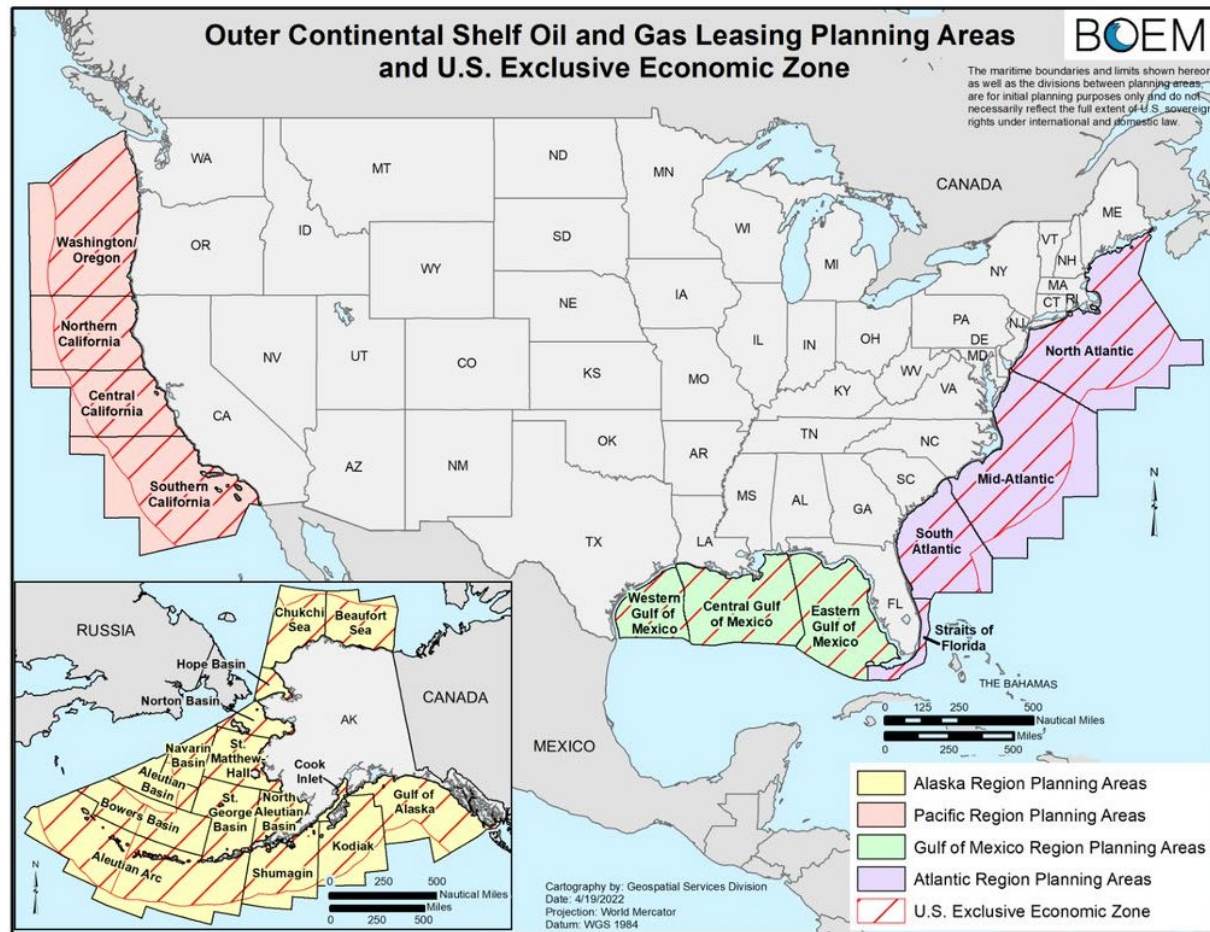 Outer Continental Shelf Oil and Gas Leasing Planning Areas
and U.S. Exclusive Economic Zone
BOEM
The maritime boundaries and limits shown hereon
as well as the divisions between planning areas,
are for initial planning purposes only and do not
necessarily reflect the full extent of U.S. sovereign
rights under international and domestic law.
WA
MT
ND
MN
CANADA
ME
OR
ID
WY
SD
WI
MI
VT
NH
NY
MA
CT
RI
Washington/
Oregon
Northern
California
Central
California
Southern
California
NV
UT
CO
NE
IA
IL
IN
OH
PA
NJ
DE
MD
North Atlantic
CA
KS
MO
KY
WV
VA
AZ
NM
OK
AR
TN
NC
Mid-Atlantic
SC
South
Atlantic
TX
LA
MS
AL
GA
FL
Western
Gulf of
Mexico
Central Gulf
of Mexico
Eastern
Gulf of
Mexico
Straits of
Florida
THE BAHAMAS
MEXICO
N
0 125 250 500
Nautical Miles
Miles
0 125 250 500
RUSSIA
Chukchi
Sea
Beaufort
Sea
Hope Basin
Norton Basin
AK
CANADA
Navarin
Basin
St.
Matthew-
Hall
Aleutian
Basin
Cook
Inlet
Bowers Basin
St.
George
Basin
North
Aleutian
Basin
Gulf of
Alaska
Aleutian Arc
Kodiak
Shumagin
N
0 500
Nautical Miles
Miles
0 500
Cartography by: Geospatial Services Division
Date: 4/19/2022
Projection: World Mercator
Datum: WGS 1984
Alaska Region Planning Areas
Pacific Region Planning Areas
Gulf of Mexico Region Planning Areas
Atlantic Region Planning Areas
U.S. Exclusive Economic Zone